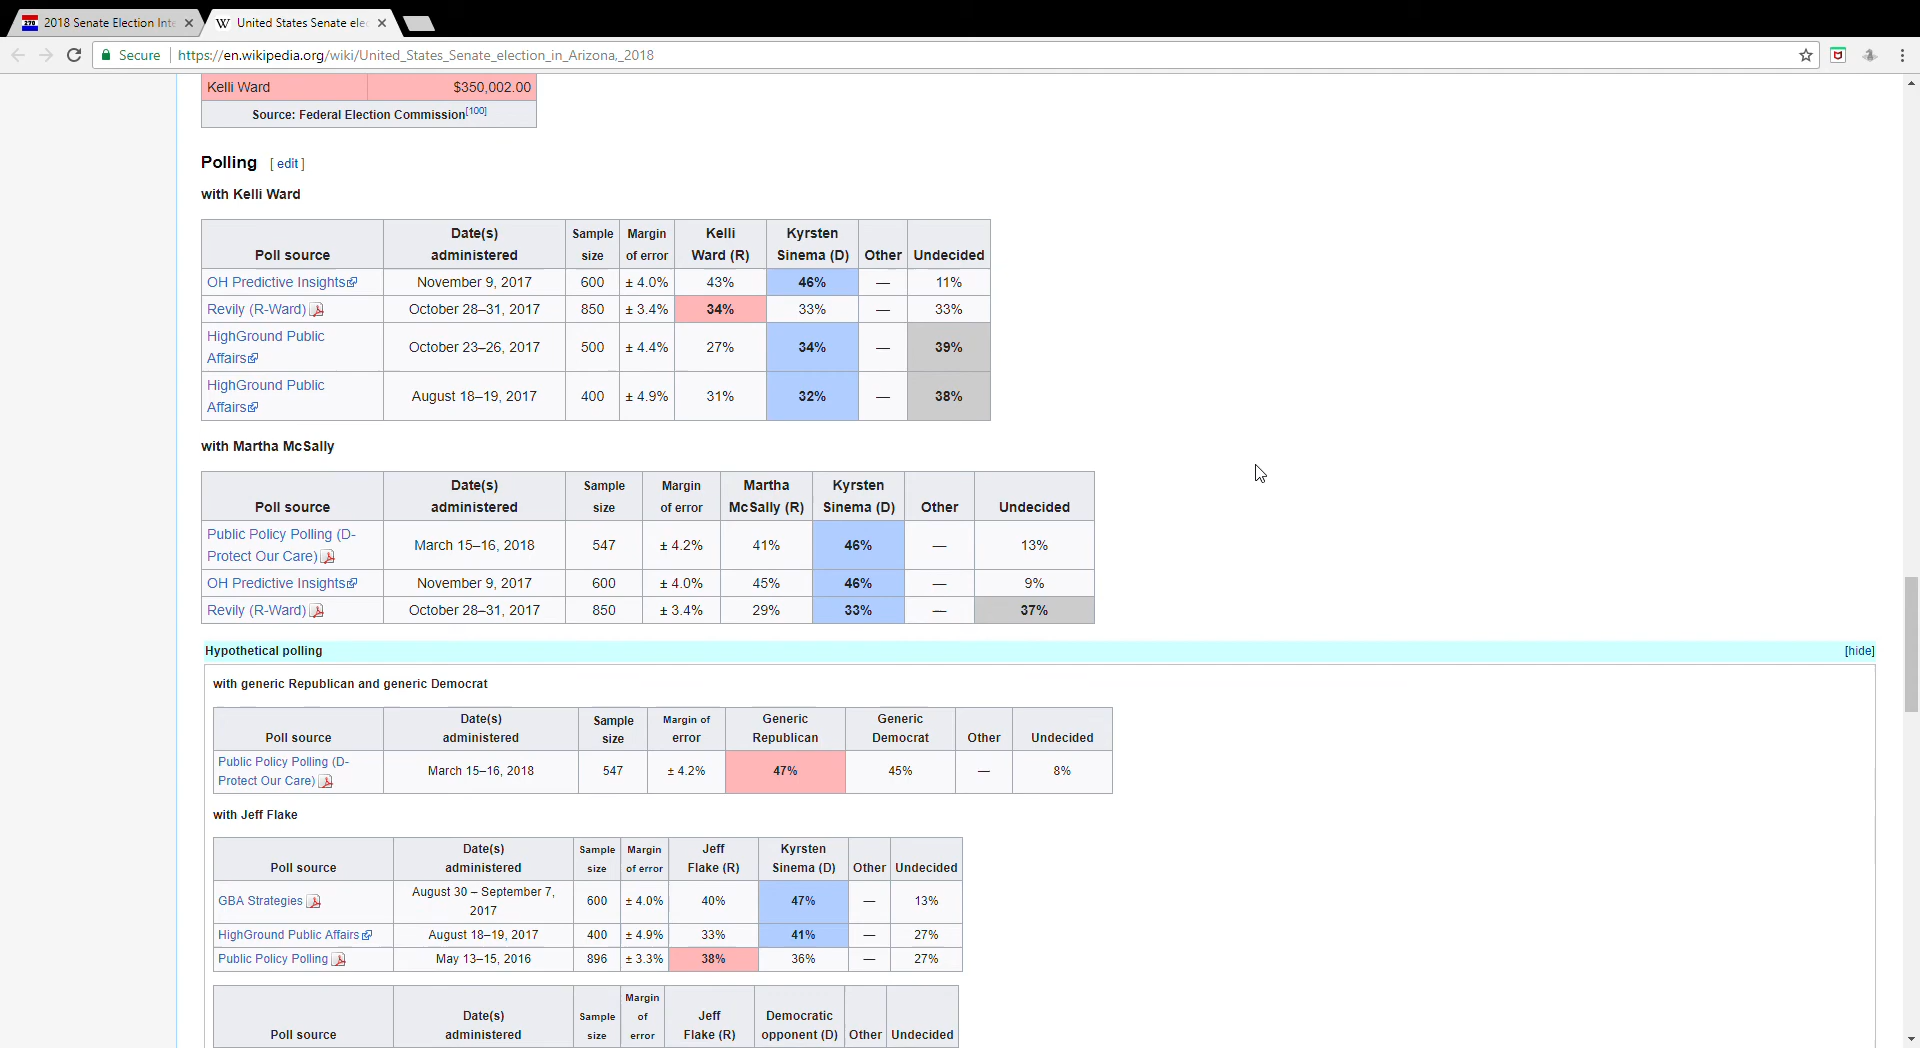 2018 Senate Election Inte
United States Senate elec
Secure
https://en.wikipedia.org/wiki/United_States_Senate_election_in_Arizona,_2018
Kelli Ward $350,002.00
Source: Federal Election Commission[100]
Polling [ edit ]
with Kelli Ward
Poll source Date(s) administered Sample size Margin of error Kelli Ward (R) Kyrsten Sinema (D) Other Undecided
OH Predictive Insights November 9, 2017 600 ± 4.0% 43% 46% — 11%
Revily (R-Ward) October 28–31, 2017 850 ± 3.4% 34% 33% — 33%
HighGround Public Affairs October 23–26, 2017 500 ± 4.4% 27% 34% — 39%
HighGround Public Affairs August 18–19, 2017 400 ± 4.9% 31% 32% — 38%
with Martha McSally
Poll source Date(s) administered Sample size Margin of error Martha McSally (R) Kyrsten Sinema (D) Other Undecided
Public Policy Polling (D-Protect Our Care) March 15–16, 2018 547 ± 4.2% 41% 46% — 13%
OH Predictive Insights November 9, 2017 600 ± 4.0% 45% 46% — 9%
Revily (R-Ward) October 28–31, 2017 850 ± 3.4% 29% 33% — 37%
Hypothetical polling [hide]
with generic Republican and generic Democrat
Poll source Date(s) administered Sample size Margin of error Generic Republican Generic Democrat Other Undecided
Public Policy Polling (D-Protect Our Care) March 15–16, 2018 547 ± 4.2% 47% 45% — 8%
with Jeff Flake
Poll source Date(s) administered Sample size Margin of error Jeff Flake (R) Kyrsten Sinema (D) Other Undecided
GBA Strategies August 30 – September 7, 2017 600 ± 4.0% 40% 47% — 13%
HighGround Public Affairs August 18–19, 2017 400 ± 4.9% 33% 41% — 27%
Public Policy Polling May 13–15, 2016 896 ± 3.3% 38% 36% — 27%
Poll source Date(s) administered Sample size Margin of error Jeff Flake (R) Democratic opponent (D) Other Undecided